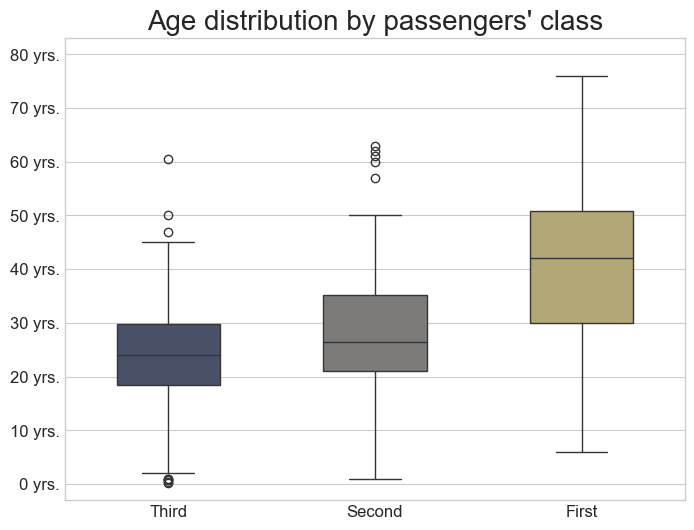 Age distribution by passengers' class
80 yrs.
70 yrs.
60 yrs.
50 yrs.
40 yrs.
30 yrs.
20 yrs.
10 yrs.
0 yrs.
Third Second First